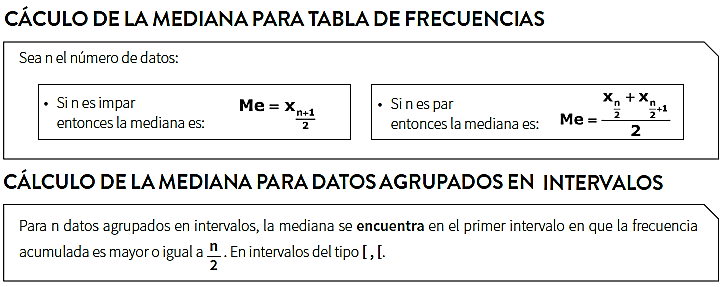 CÁCULO DE LA MEDIANA PARA TABLA DE FRECUENCIAS
Sea n el número de datos:
• Si n es impar
entonces la mediana es:
Me = x_{\frac{n+1}{2}}
• Si n es par
entonces la mediana es:
Me = \frac{x_{\frac{n}{2}} + x_{\frac{n}{2}+1}}{2}
CÁLCULO DE LA MEDIANA PARA DATOS AGRUPADOS EN INTERVALOS
Para n datos agrupados en intervalos, la mediana se encuentra en el primer intervalo en que la frecuencia
acumulada es mayor o igual a \frac{n}{2}. En intervalos del tipo [ , [.